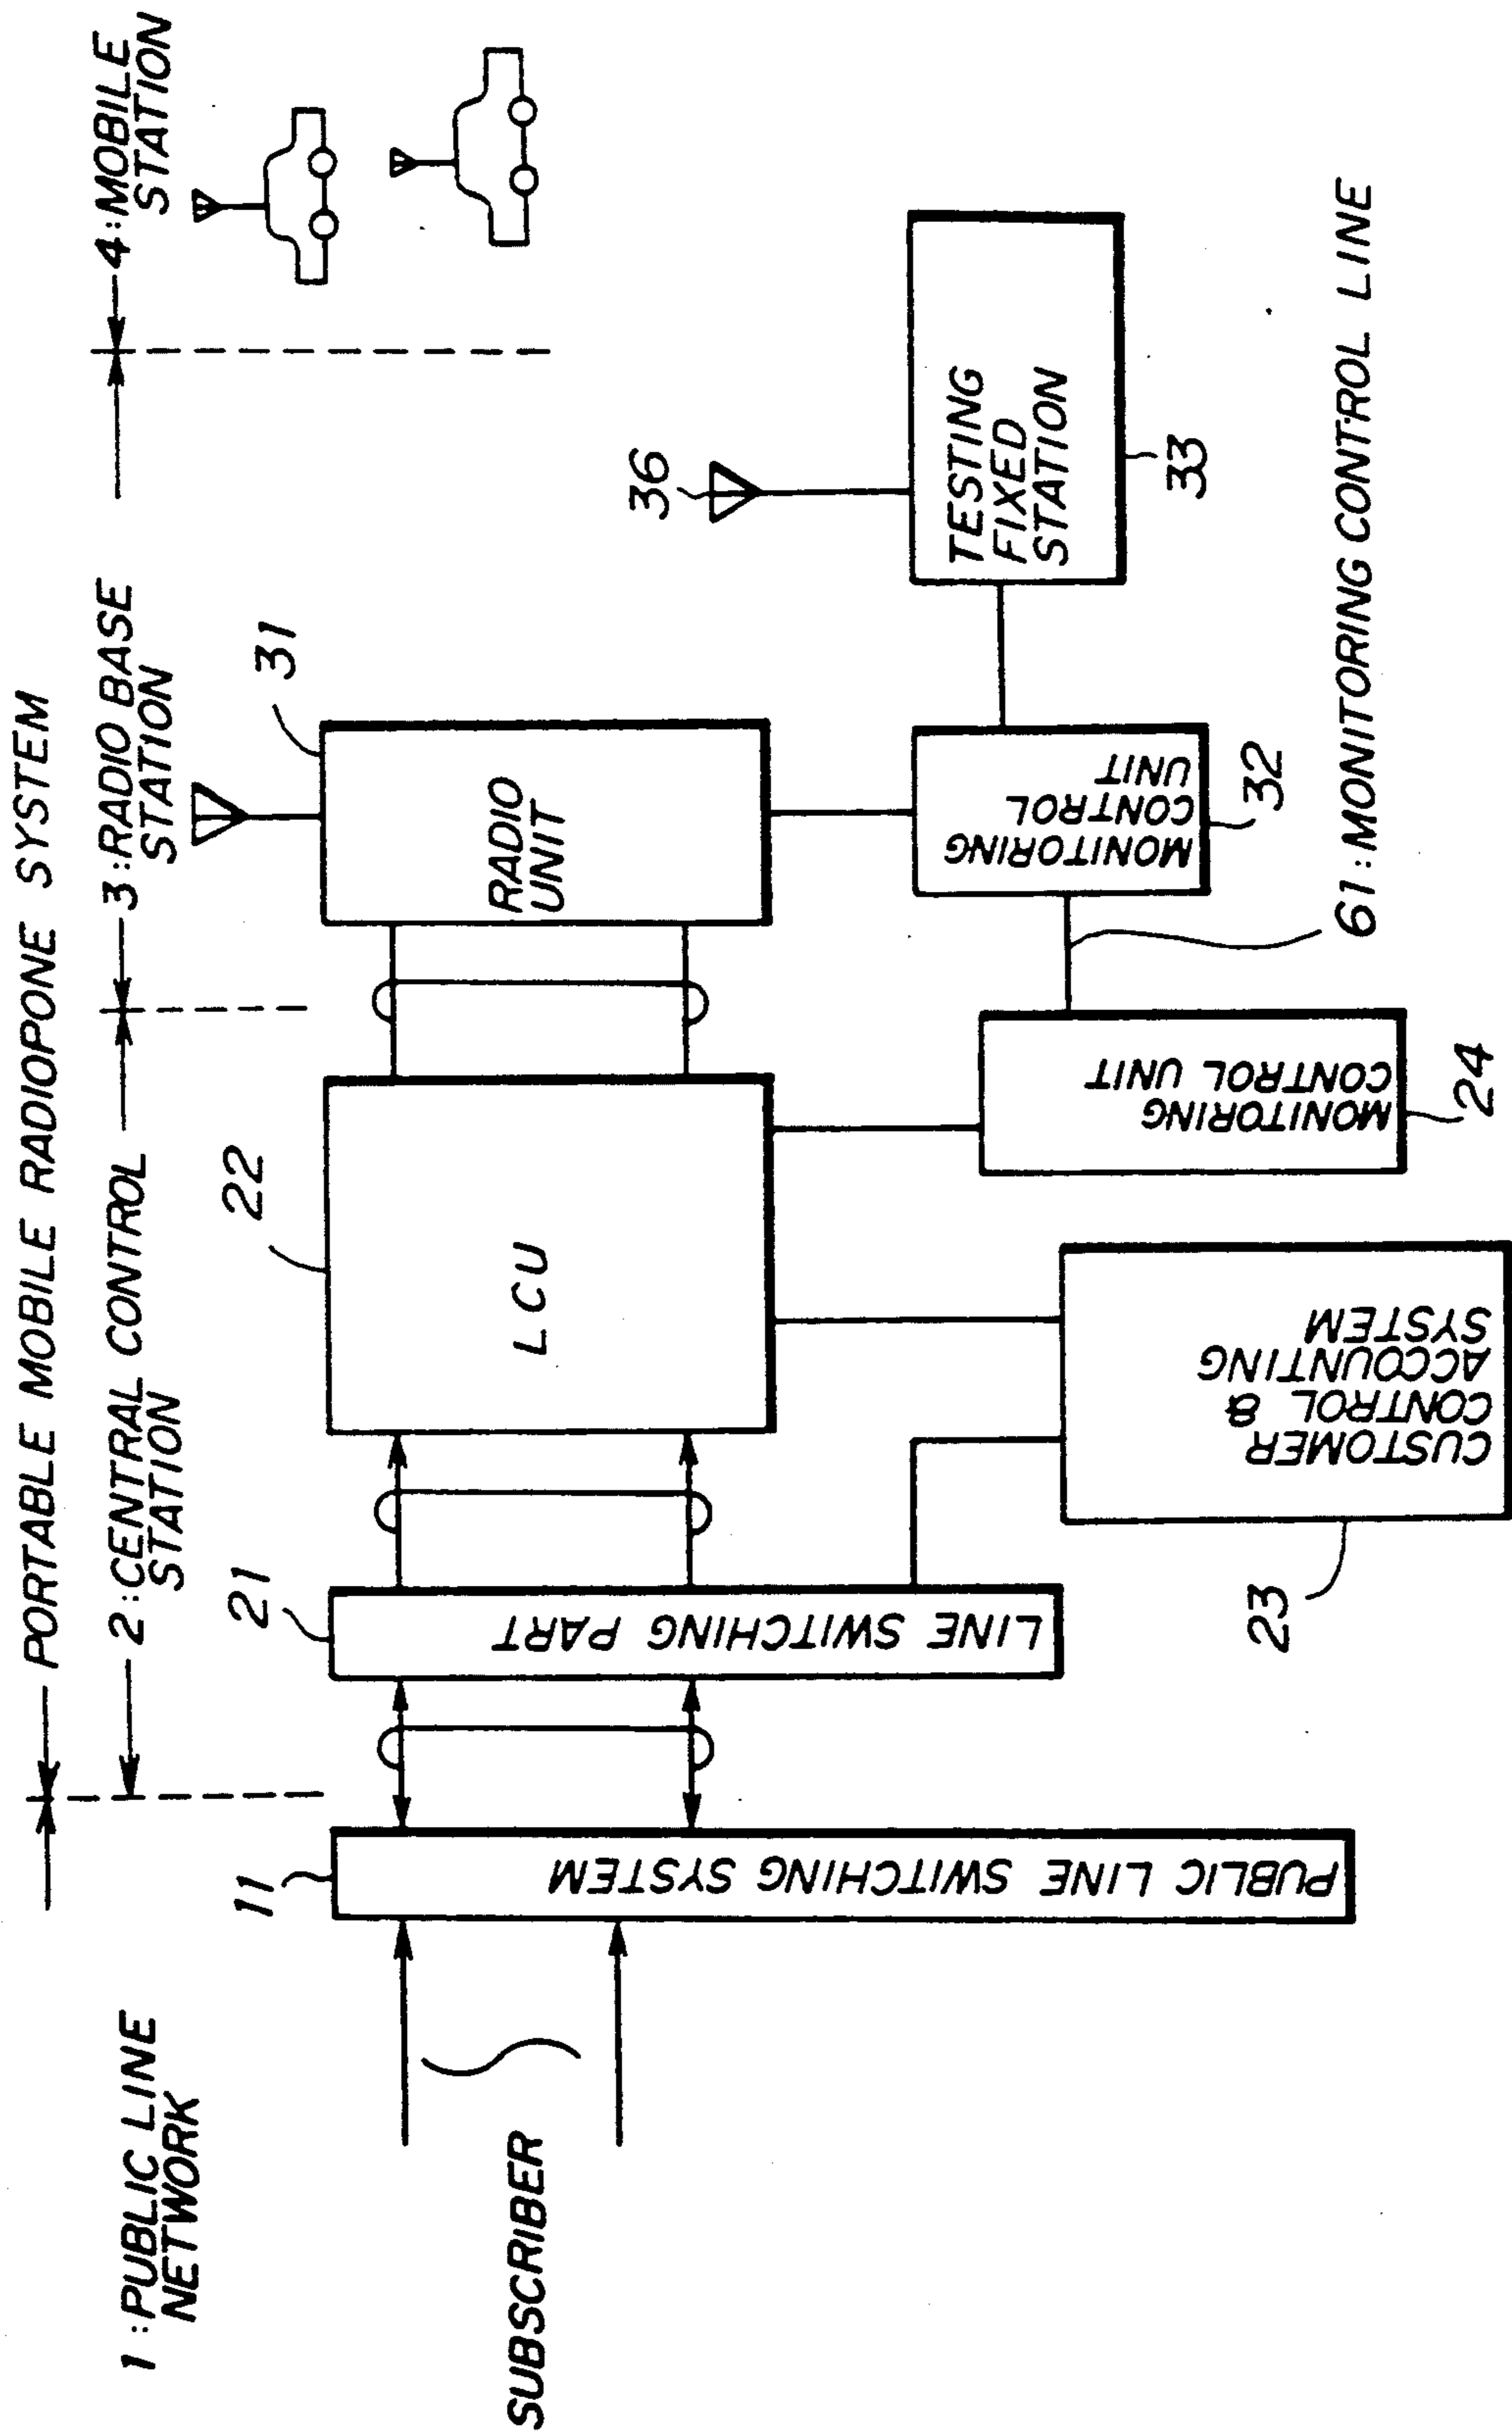 PORTABLE MOBILE RADIOPONE SYSTEM
1:PUBLIC LINE
NETWORK
2:CENTRAL CONTROL
STATION
3:RADIO BASE
STATION
4:MOBILE
STATION
SUBSCRIBER
11
PUBLIC LINE SWITCHING SYSTEM
21
LINE SWITCHING PART
22
LCU
31
RADIO
UNIT
36
TESTING
FIXED
STATION
33
CUSTOMER
CONTROL &
ACCOUNTING
SYSTEM
23
MONITORING
CONTROL UNIT
24
MONITORING
CONTROL
UNIT
32
61:MONITORING CONTROL LINE